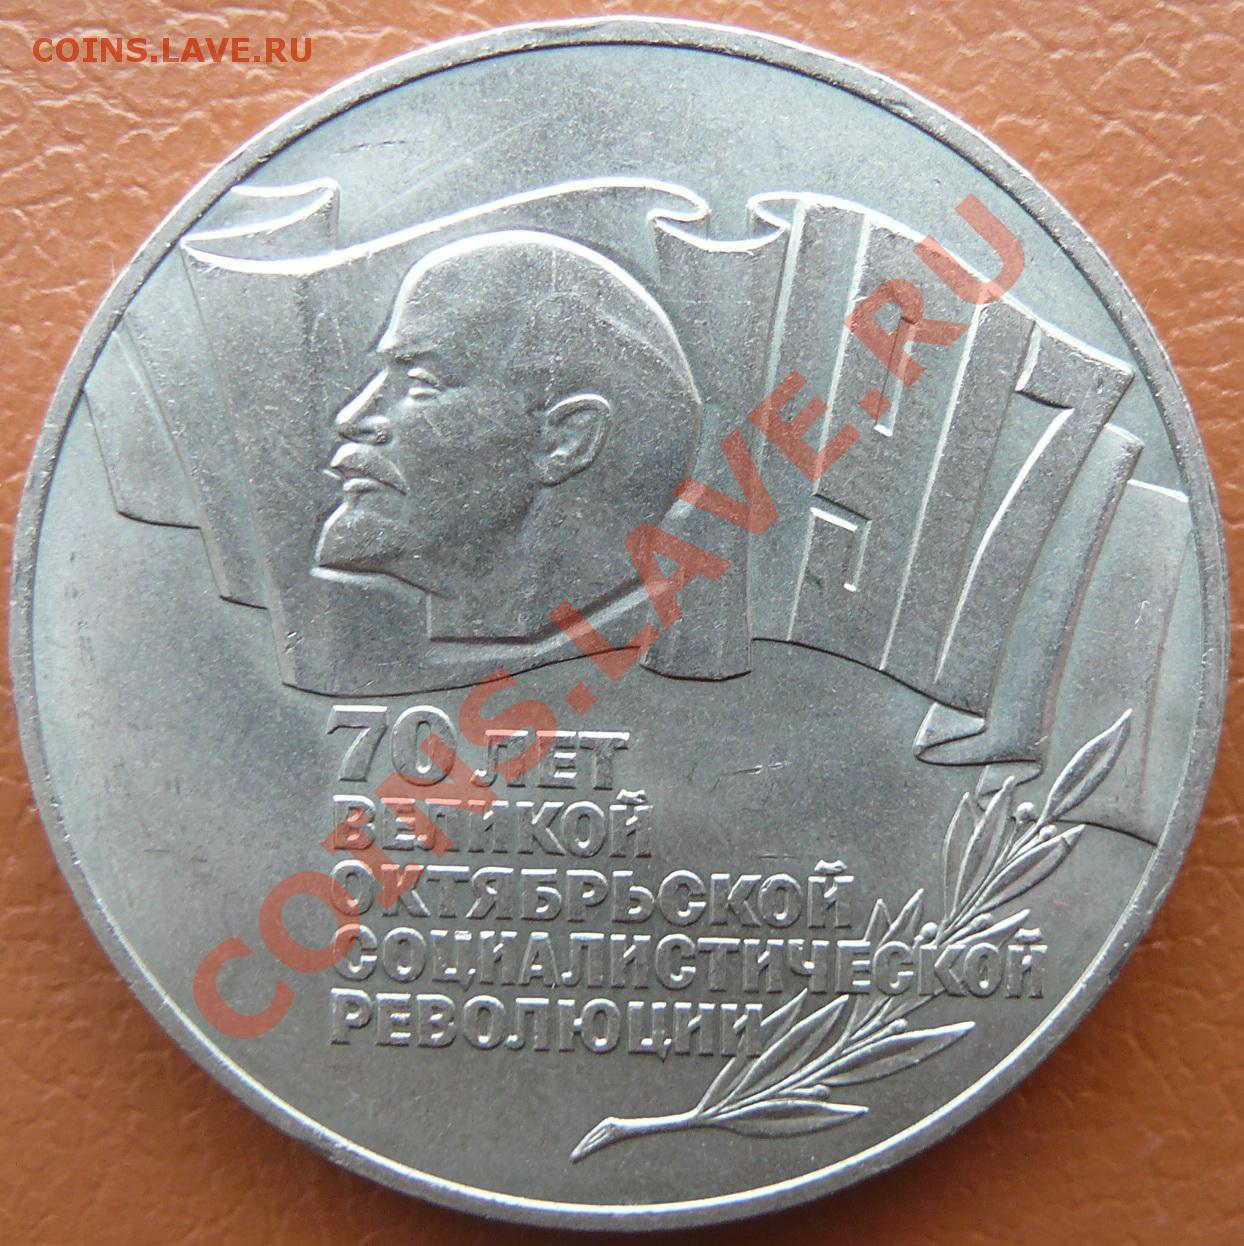 COINS.LAVE.RU
COINS.LAVE.RU
1917
70 ЛЕТ
ВЕЛИКОЙ
ОКТЯБРЬСКОЙ
СОЦИАЛИСТИЧЕСКОЙ
РЕВОЛЮЦИИ